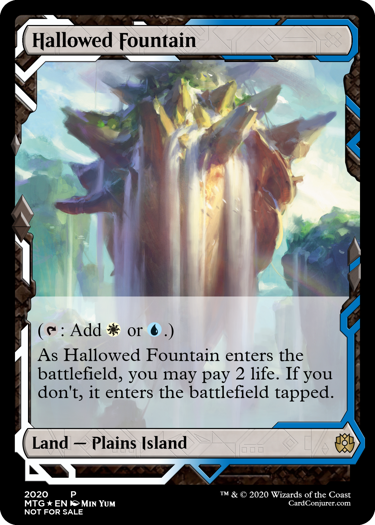 Hallowed Fountain
( : Add or .)
As Hallowed Fountain enters the
battlefield, you may pay 2 life. If you
don't, it enters the battlefield tapped.
Land — Plains Island
2020 P
MTG ★ EN Min Yum
NOT FOR SALE
™ & © 2020 Wizards of the Coast
CardConjurer.com